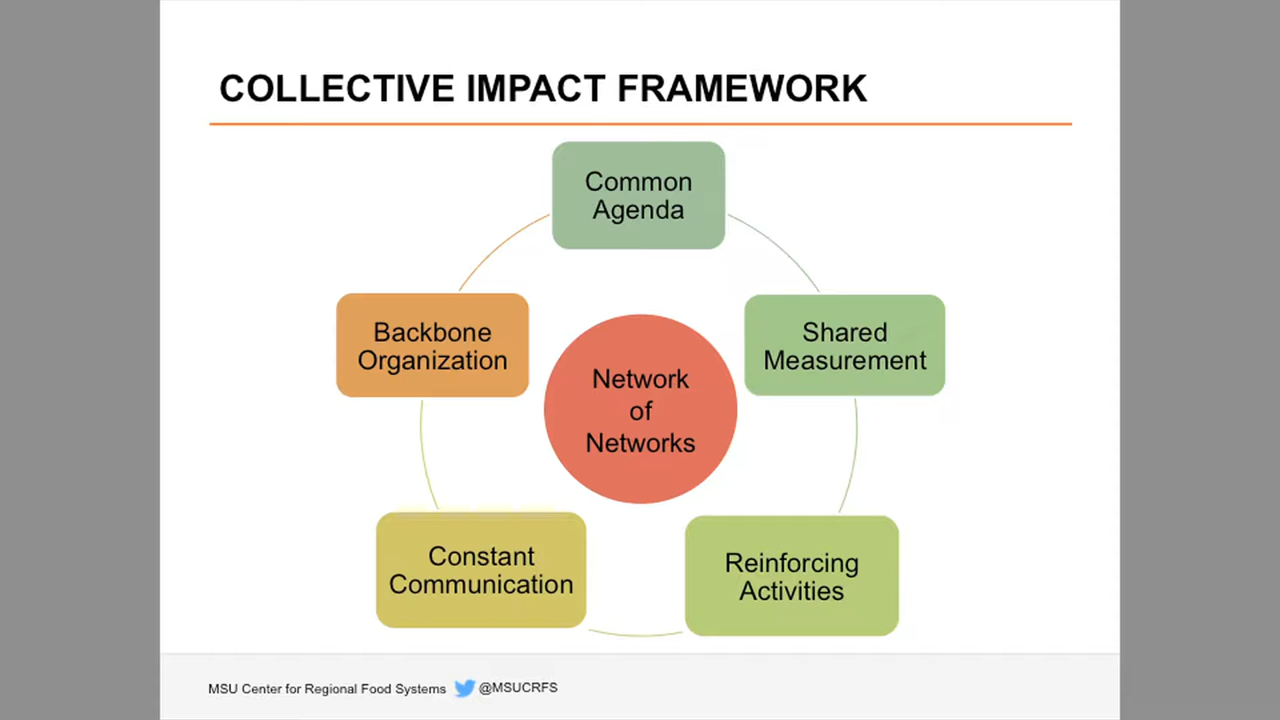 COLLECTIVE IMPACT FRAMEWORK
Common
Agenda
Shared
Measurement
Reinforcing
Activities
Constant
Communication
Backbone
Organization
Network
of
Networks
MSU Center for Regional Food Systems @MSUCRFS